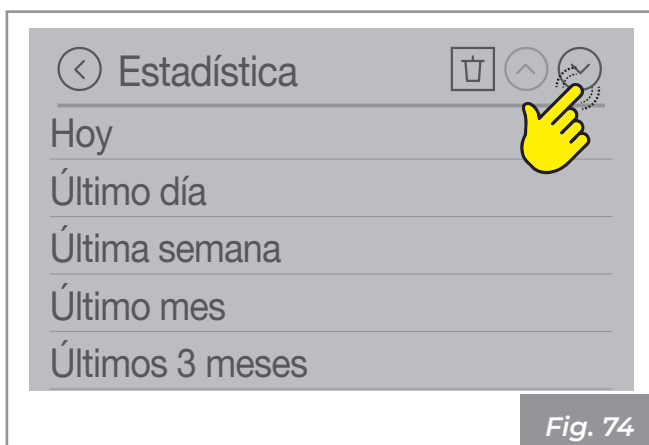 Estadística
Hoy
Último día
Última semana
Último mes
Últimos 3 meses
Fig. 74